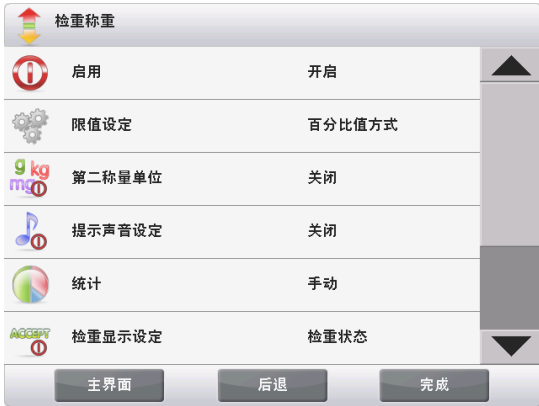 检重称重
启用 开启
限值设定 百分比值方式
g kg
mg 第二称量单位 关闭
提示声音设定 关闭
统计 手动
ACCEPT 检重显示设定 检重状态
主界面 后退 完成